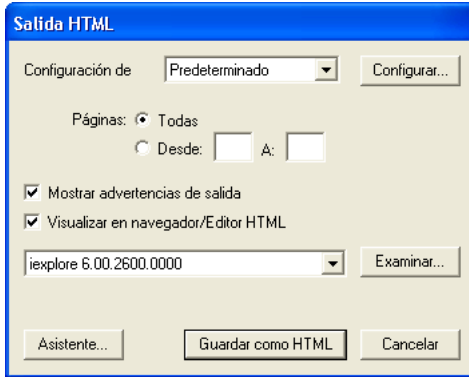 Salida HTML
Configuración de Predeterminado Configurar...
Páginas: Todas
Desde: A:
Mostrar advertencias de salida
Visualizar en navegador/Editor HTML
iexplore 6.00.2600.0000 Examinar...
Asistente... Guardar como HTML Cancelar